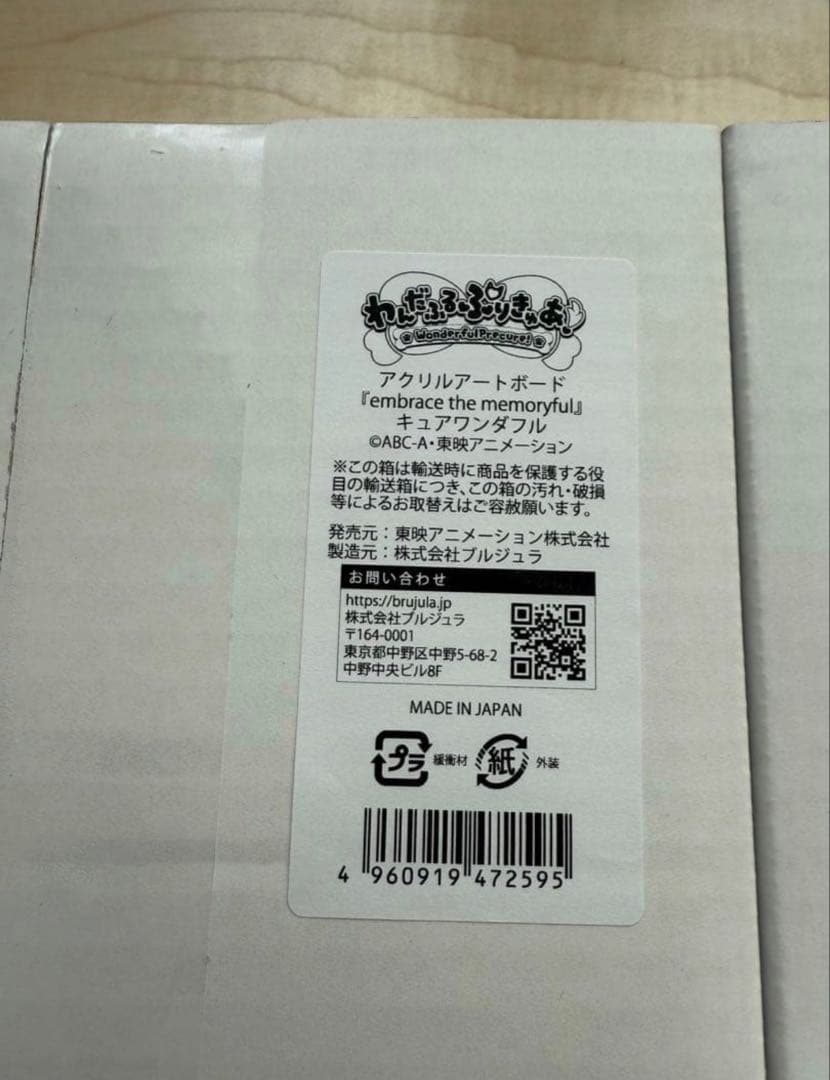 わんだふるぷりきゅあ!
WonderfulPrecure!
アクリルアートボード
『embrace the memoryful』
キュアワンダフル
©ABC-A・東映アニメーション
※この箱は輸送時に商品を保護する役
目の輸送箱につき、この箱の汚れ・破損
等によるお取替えはご容赦願います。
発売元：東映アニメーション株式会社
製造元：株式会社ブルジュラ
お問い合わせ
https://brujula.jp
株式会社ブルジュラ
〒164-0001
東京都中野区中野5-68-2
中野中央ビル8F
MADE IN JAPAN
プラ 緩衝材 紙 外装
4 960919 472595